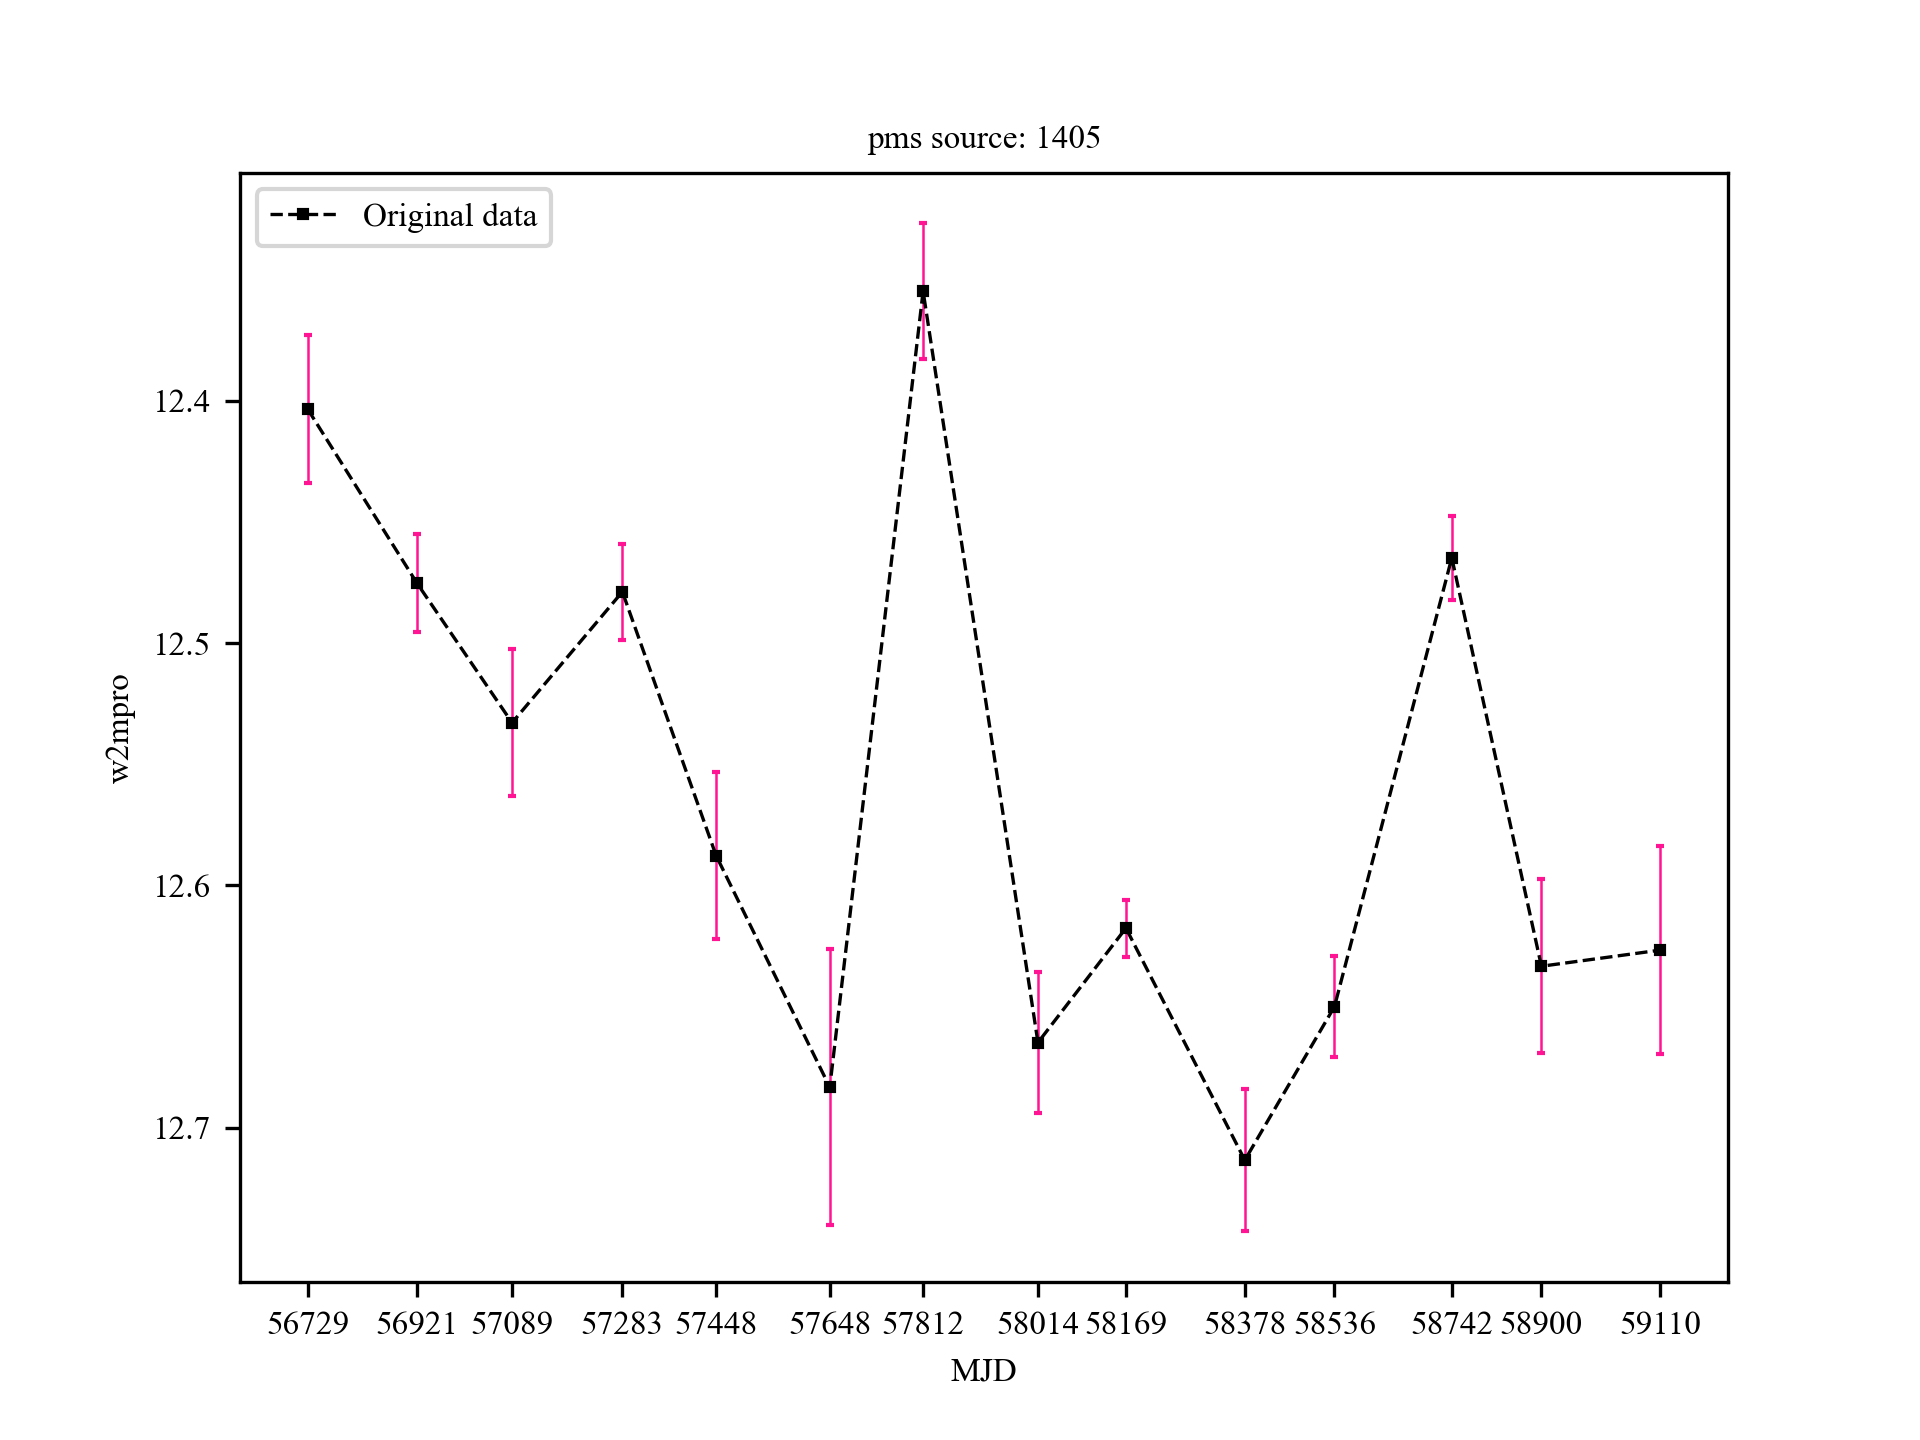 pms source: 1405
Original data
12.4
12.5
12.6
12.7
w2mpro
56729 56921 57089 57283 57448 57648 57812 58014 58169 58378 58536 58742 58900 59110
MJD